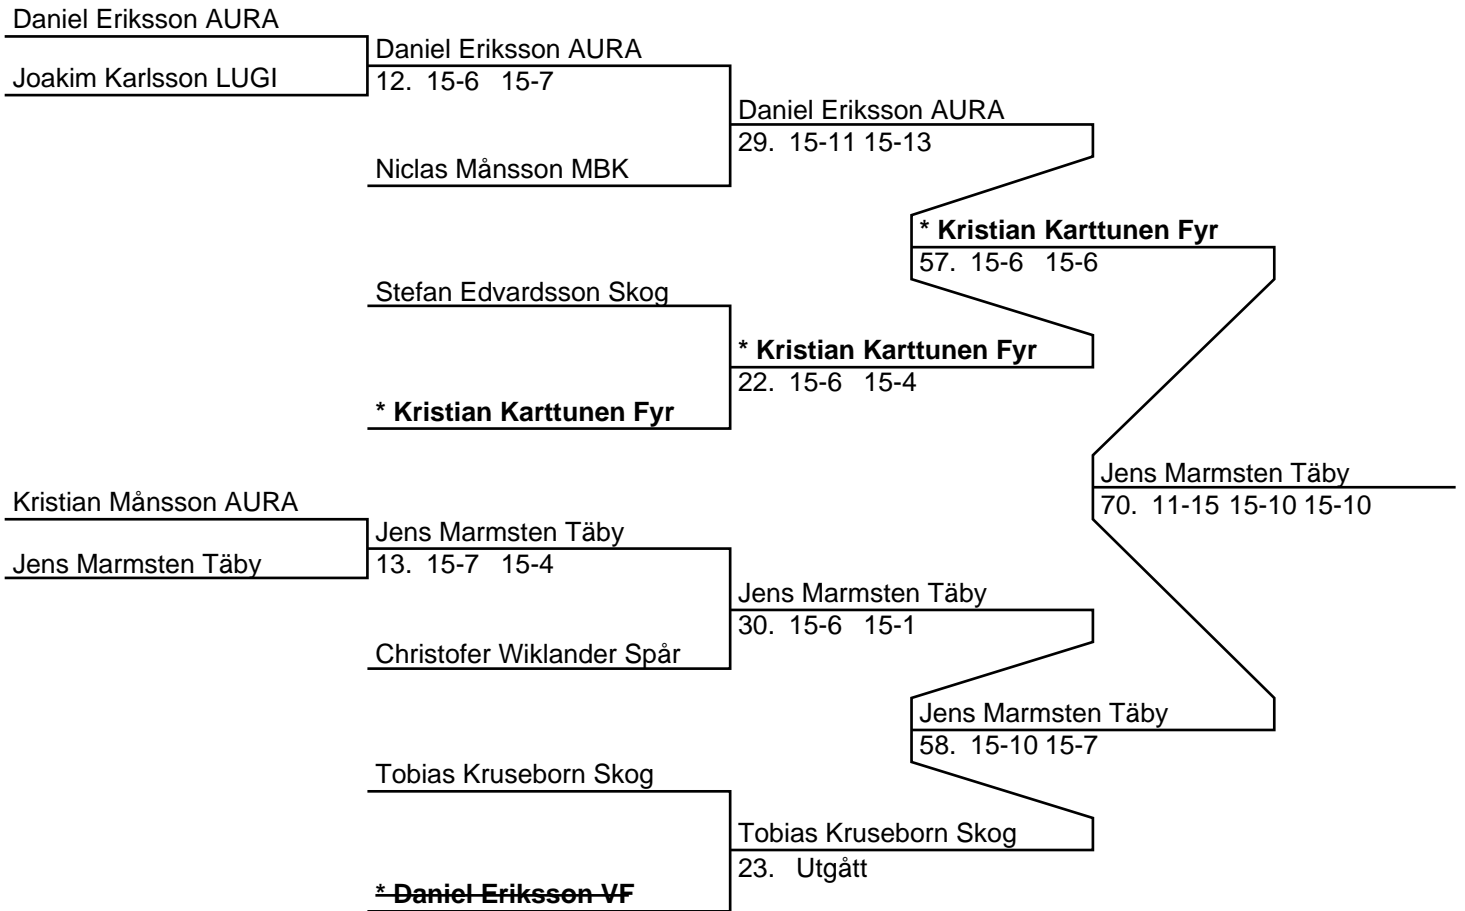 Daniel Eriksson AURA
Daniel Eriksson AURA
Joakim Karlsson LUGI
12. 15-6 15-7
Daniel Eriksson AURA
29. 15-11 15-13
Niclas Månsson MBK
* Kristian Karttunen Fyr
57. 15-6 15-6
Stefan Edvardsson Skog
* Kristian Karttunen Fyr
22. 15-6 15-4
* Kristian Karttunen Fyr
Jens Marmsten Täby
70. 11-15 15-10 15-10
Kristian Månsson AURA
Jens Marmsten Täby
Jens Marmsten Täby
13. 15-7 15-4
Jens Marmsten Täby
30. 15-6 15-1
Christofer Wiklander Spår
Jens Marmsten Täby
58. 15-10 15-7
Tobias Kruseborn Skog
Tobias Kruseborn Skog
23. Utgått
* Daniel Eriksson VF